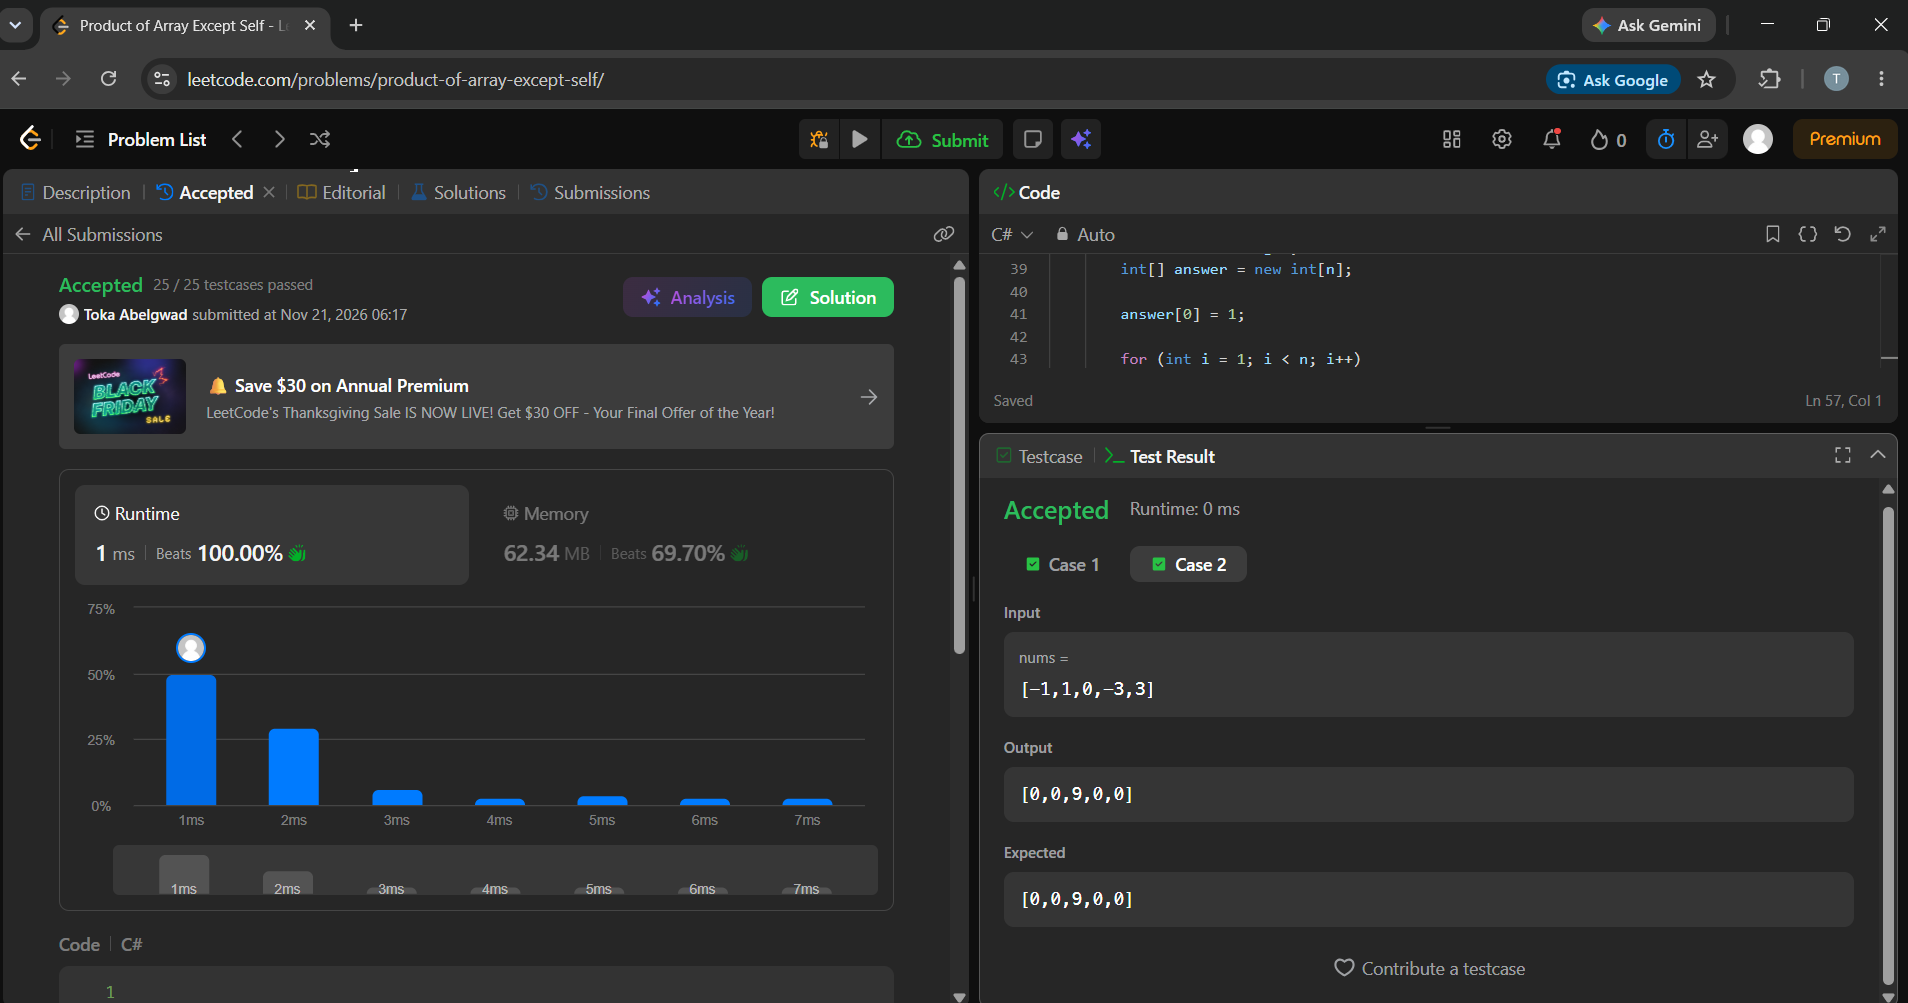 Product of Array Except Self - Le
Ask Gemini
leetcode.com/problems/product-of-array-except-self/
Ask Google
T
Problem List
Submit
0
Premium
Description
Accepted
Editorial
Solutions
Submissions
All Submissions
Accepted 25 / 25 testcases passed
Toka Abelgwad submitted at Nov 21, 2026 06:17
Analysis
Solution
LeetCode
BLACK
FRIDAY
SALE
Save $30 on Annual Premium
LeetCode's Thanksgiving Sale IS NOW LIVE! Get $30 OFF - Your Final Offer of the Year!
Runtime
1 ms Beats 100.00%
Memory
62.34 MB Beats 69.70%
75%
50%
25%
0%
1ms 2ms 3ms 4ms 5ms 6ms 7ms
1ms 2ms 3ms 4ms 5ms 6ms 7ms
Code C#
1
</> Code
C# Auto
39 int[] answer = new int[n];
40
41 answer[0] = 1;
42
43 for (int i = 1; i < n; i++)
Saved
Ln 57, Col 1
Testcase
Test Result
Accepted Runtime: 0 ms
Case 1
Case 2
Input
nums =
[-1,1,0,-3,3]
Output
[0,0,9,0,0]
Expected
[0,0,9,0,0]
Contribute a testcase